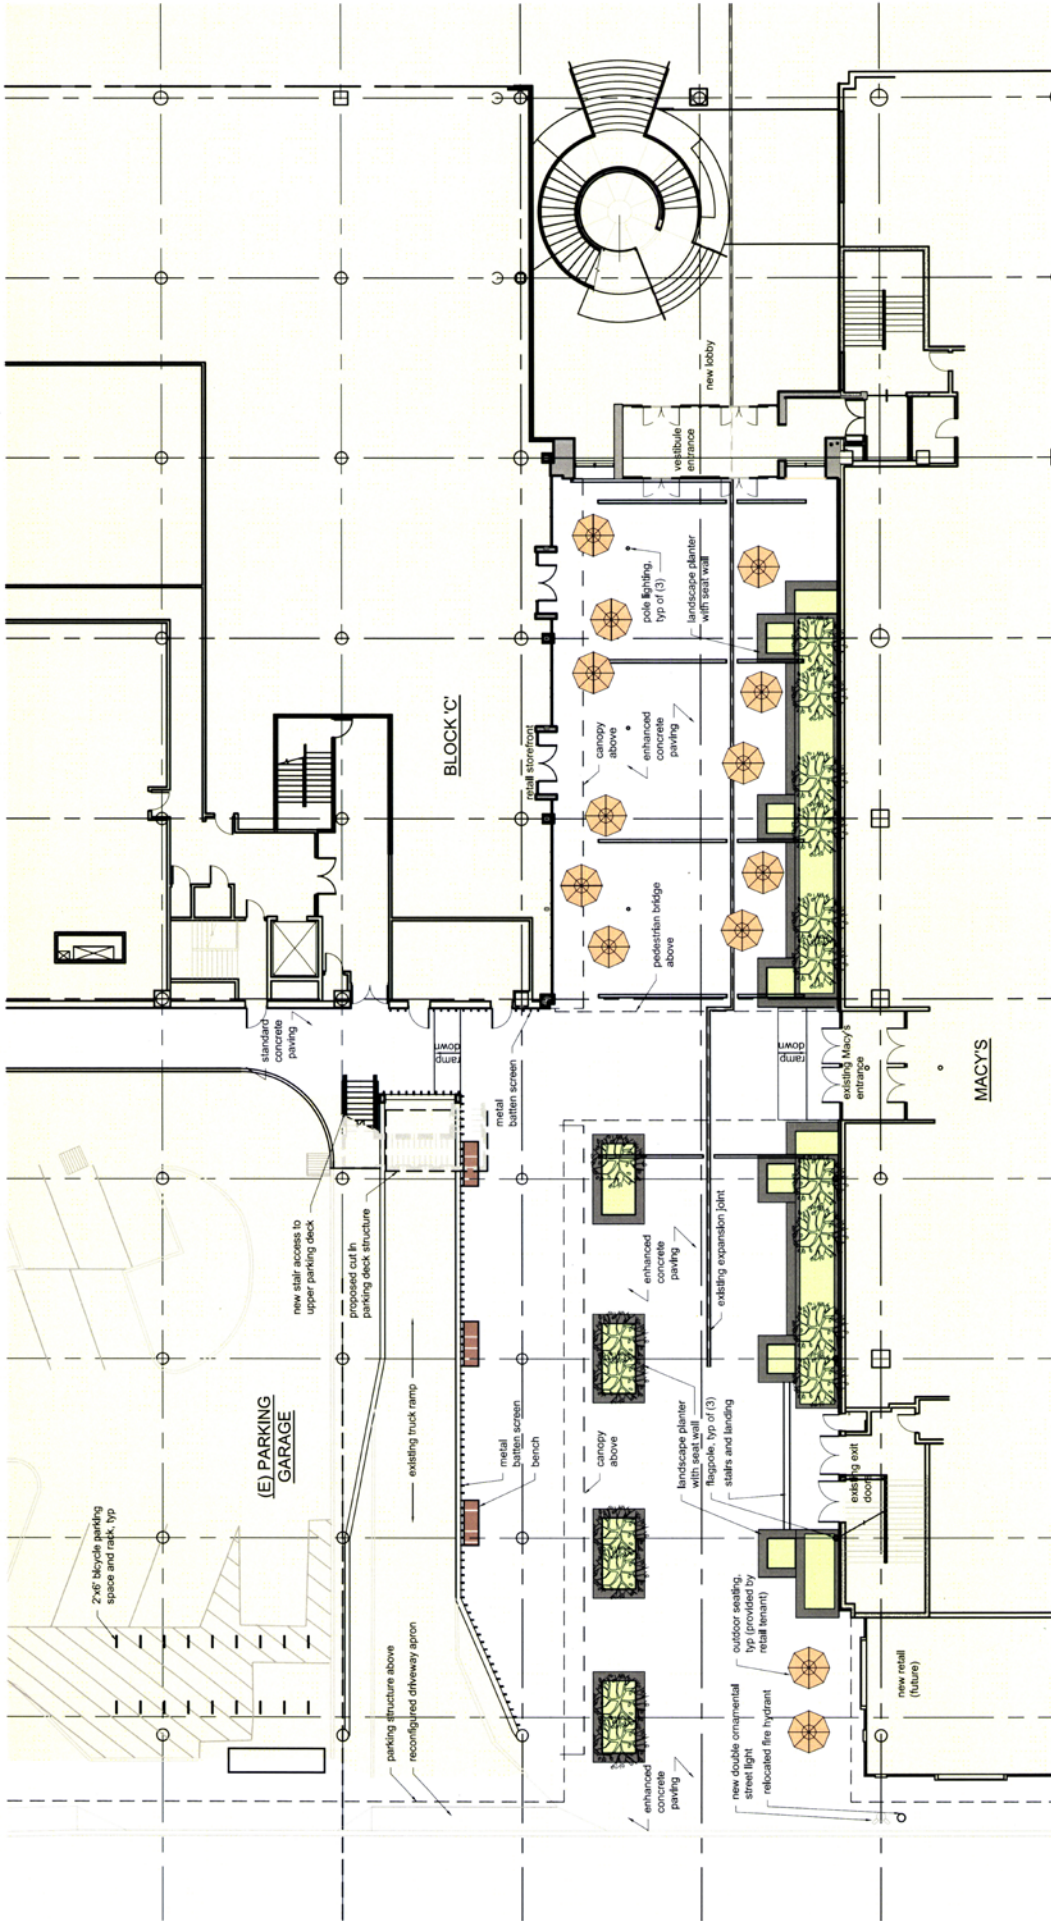 new lobby
vestibule
entrance
pole lighting,
typ of (3)
landscape planter
with seat wall
BLOCK 'C'
retail storefront
canopy
above
enhanced
concrete
paving
pedestrian bridge
above
standard
concrete
paving
ramp
down
metal
batten screen
ramp
down
existing Macy's
entrance
MACY'S
new stair access to
upper parking deck
proposed cut in
parking deck structure
enhanced
concrete
paving
existing expansion joint
(E) PARKING
GARAGE
existing truck ramp
metal
batten screen
bench
canopy
above
landscape planter
with seat wall
flagpole, typ of (3)
stairs and landing
existing exit
doors
2'x6' bicycle parking
space and rack, typ
parking structure above
reconfigured driveway apron
enhanced
concrete
paving
outdoor seating,
typ (provided by
retail tenant)
new double ornamental
street light
relocated fire hydrant
new retail
(future)